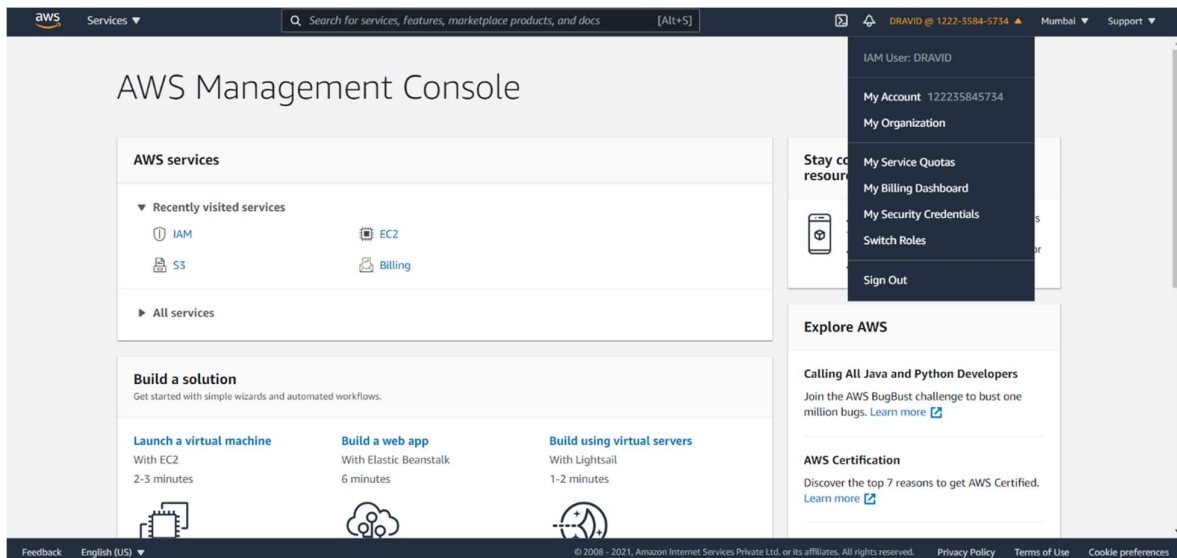 aws
Services ▼
Search for services, features, marketplace products, and docs [Alt+S]
DRAVID @ 1222-3584-5734 ▲
Mumbai ▼
Support ▼
IAM User: DRAVID
My Account 122235845734
My Organization
My Service Quotas
My Billing Dashboard
My Security Credentials
Switch Roles
Sign Out
AWS Management Console
AWS services
▼ Recently visited services
IAM
EC2
S3
Billing
▶ All services
Build a solution
Get started with simple wizards and automated workflows.
Launch a virtual machine
With EC2
2-3 minutes
Build a web app
With Elastic Beanstalk
6 minutes
Build using virtual servers
With Lightsail
1-2 minutes
Stay
Explore AWS
Calling All Java and Python Developers
Join the AWS BugBust challenge to bust one
million bugs. Learn more
AWS Certification
Discover the top 7 reasons to get AWS Certified.
Learn more
Feedback
English (US) ▼
© 2008 - 2021, Amazon Internet Services Private Ltd. or its affiliates. All rights reserved.
Privacy Policy
Terms of Use
Cookie preferences